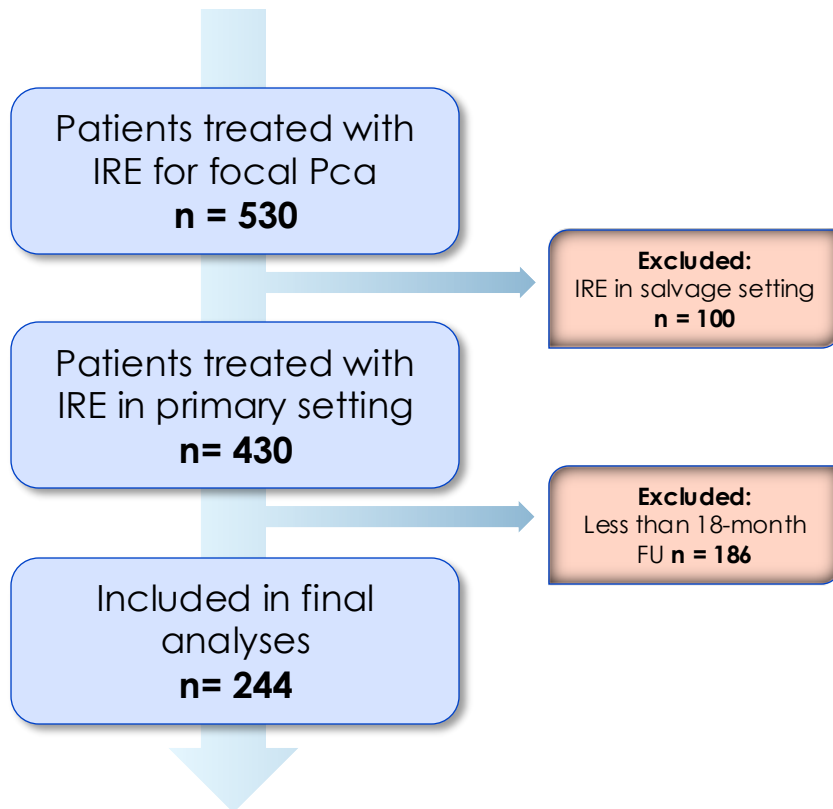 Patients treated with
IRE for focal Pca
n = 530
Excluded:
IRE in salvage setting
n = 100
Patients treated with
IRE in primary setting
n= 430
Excluded:
Less than 18-month
FU n = 186
Included in final
analyses
n= 244